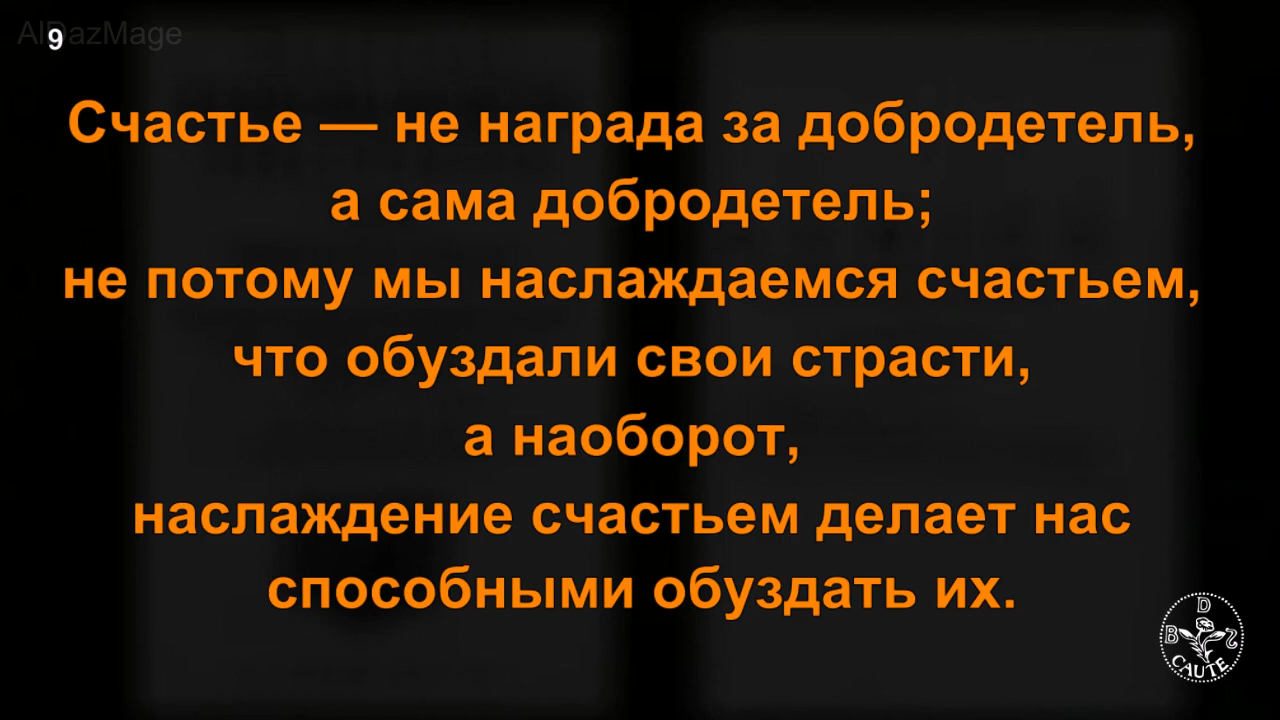 AlDazMage
9
Счастье — не награда за добродетель,
а сама добродетель;
не потому мы наслаждаемся счастьем,
что обуздали свои страсти,
а наоборот,
наслаждение счастьем делает нас
способными обуздать их.
D
B S
CAUTE